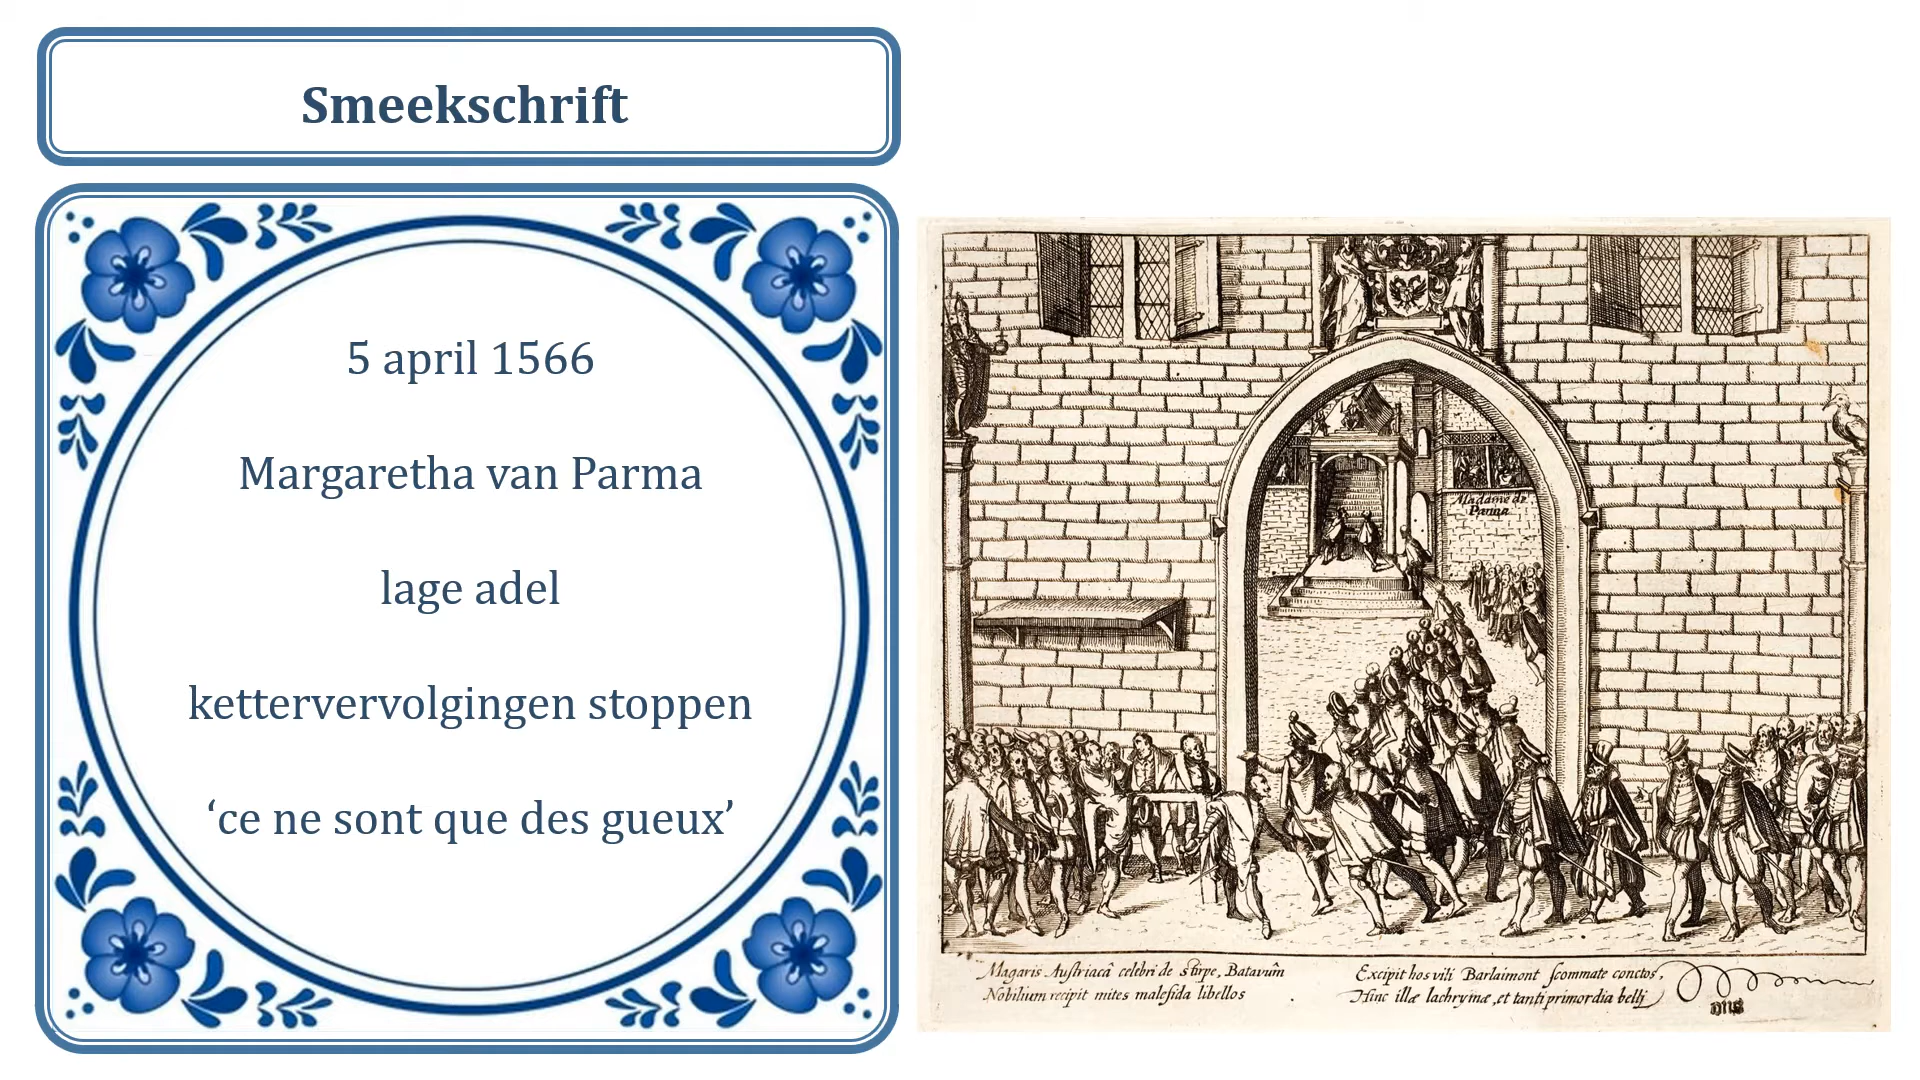 Smeekschrift
5 april 1566
Margaretha van Parma
lage adel
kettervervolgingen stoppen
‘ce ne sont que des gueux’
Madame de
Parma
Magaris Auſtriacâ celebri de stirpe, Batavûm
Nobilium recipit mites malefida libellos
Excipit hos vili Barlaimont ſcommate conctos,
Hinc illæ lachrymæ, et tanti primordia belli